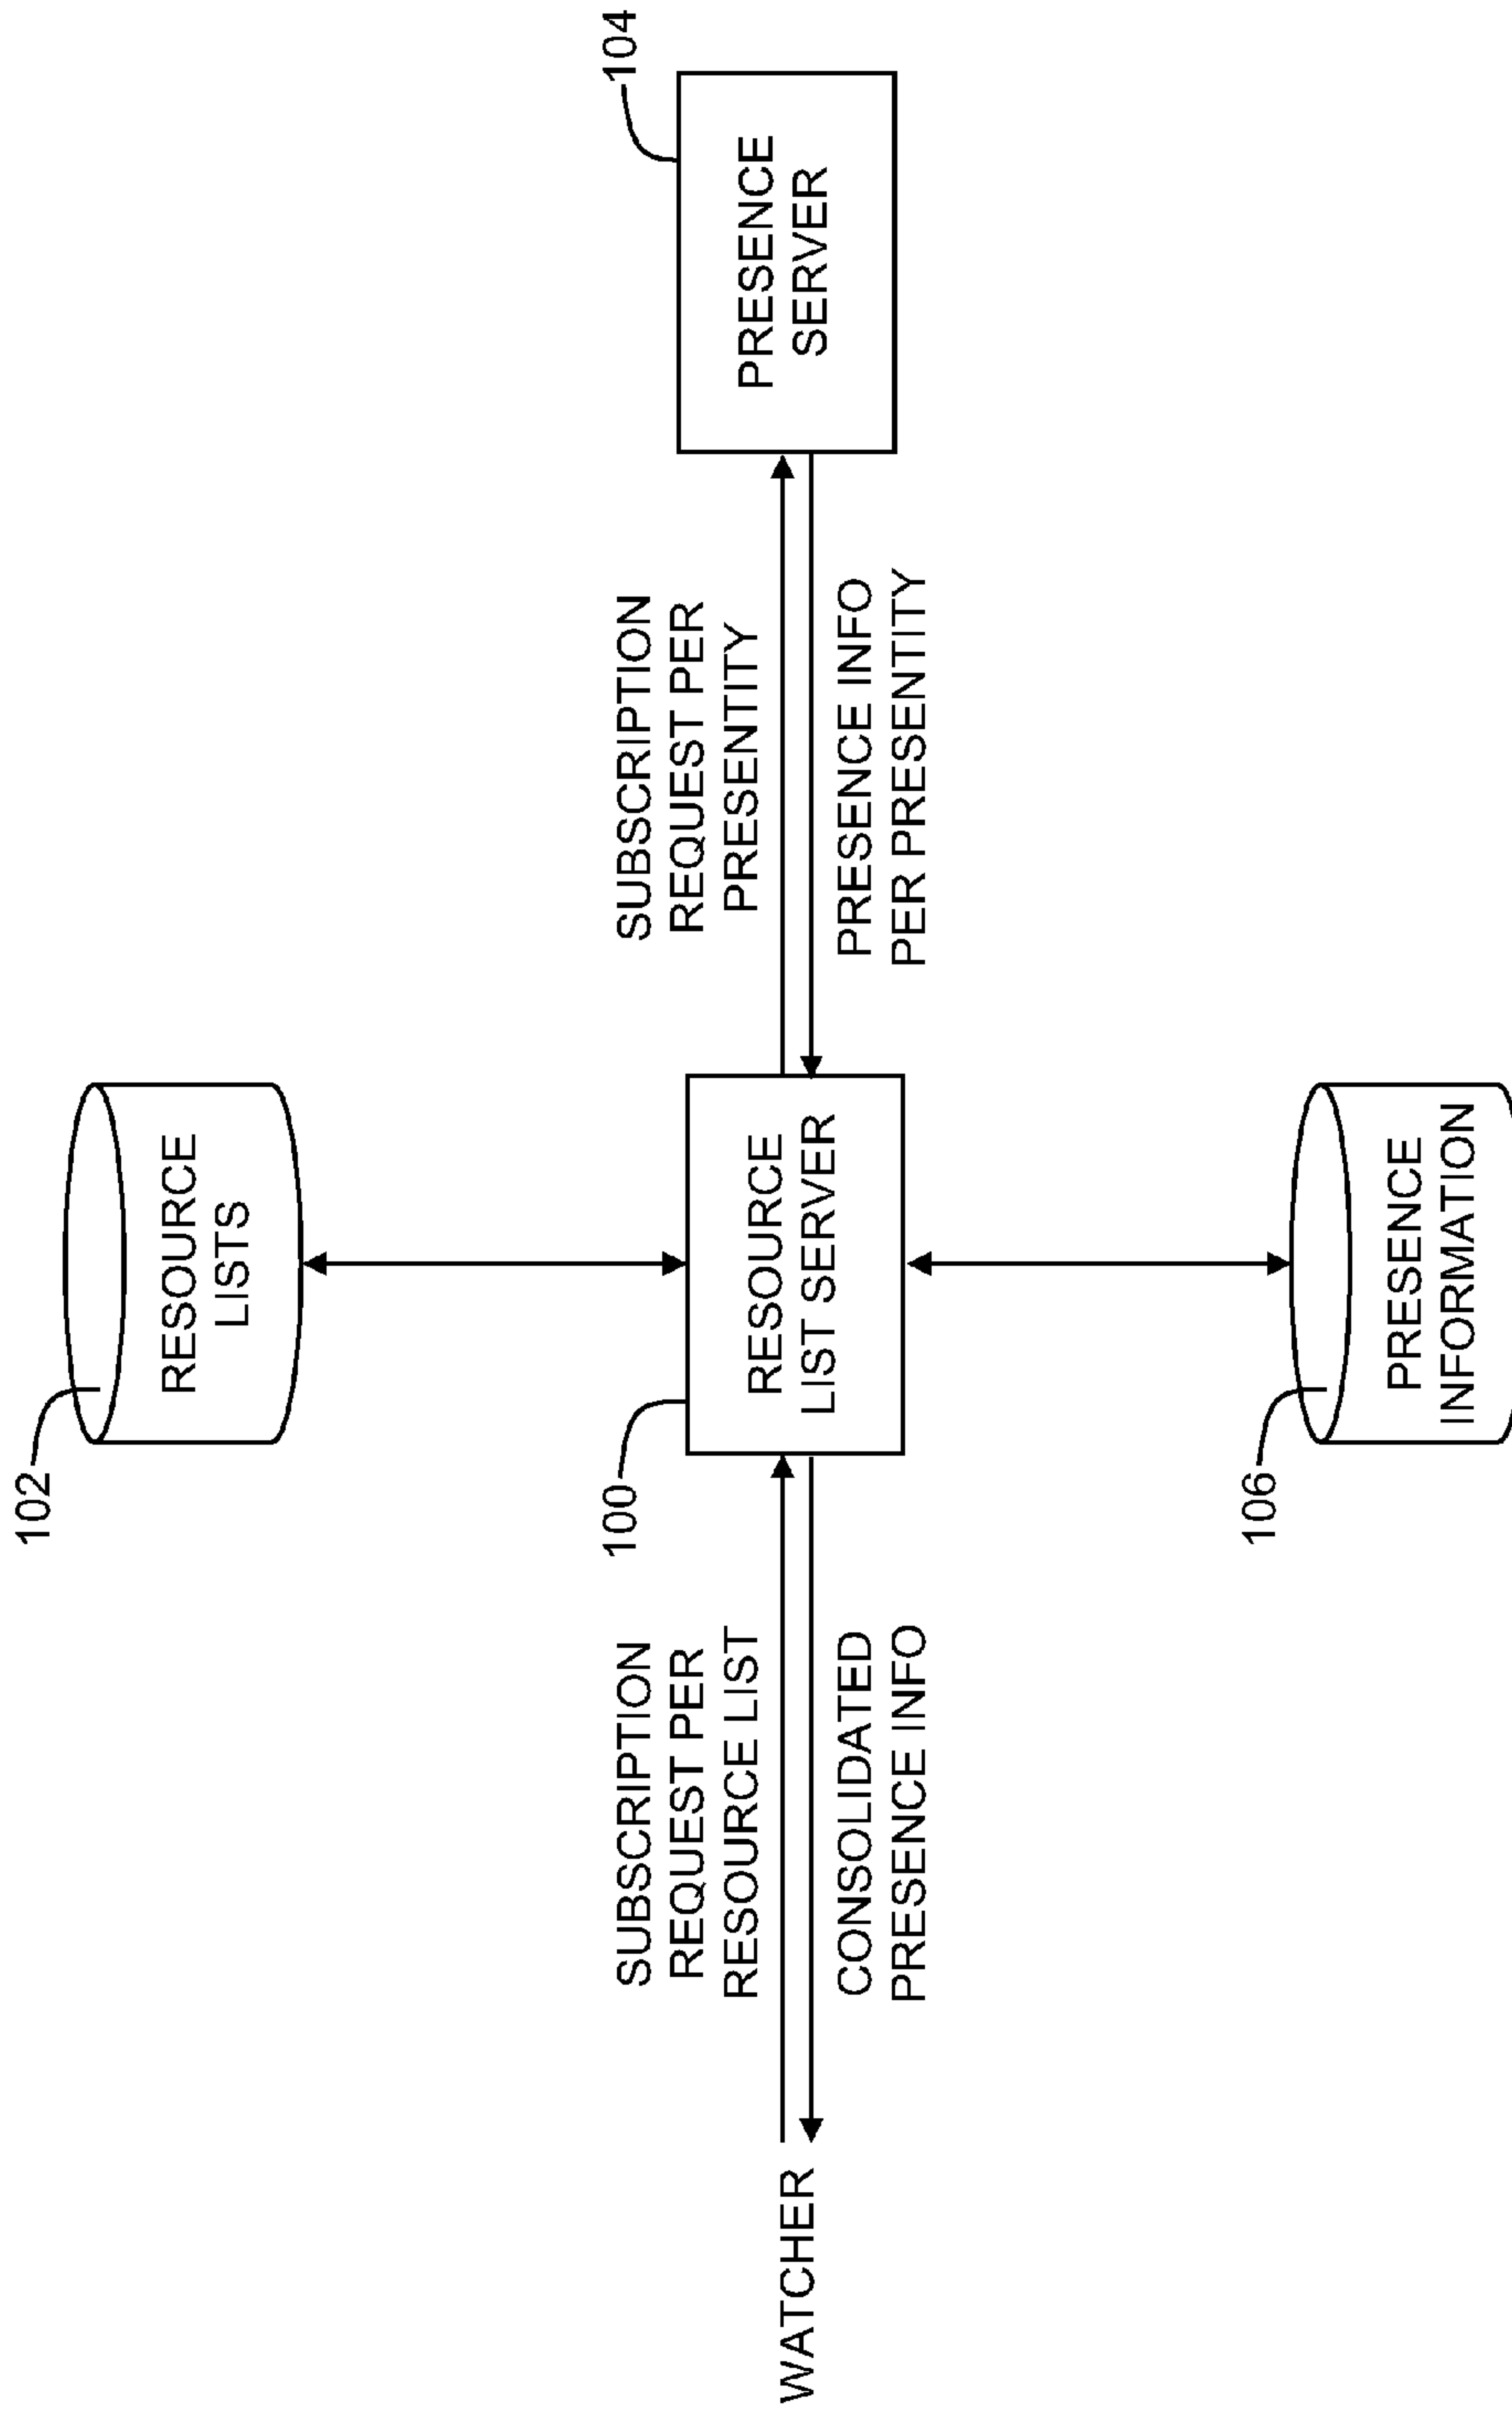 102
RESOURCE
LISTS
SUBSCRIPTION
REQUEST PER
RESOURCE LIST
100
SUBSCRIPTION
REQUEST PER
PRESENTITY
104
WATCHER
RESOURCE
LIST SERVER
PRESENCE
SERVER
CONSOLIDATED
PRESENCE INFO
PRESENCE INFO
PER PRESENTITY
106
PRESENCE
INFORMATION